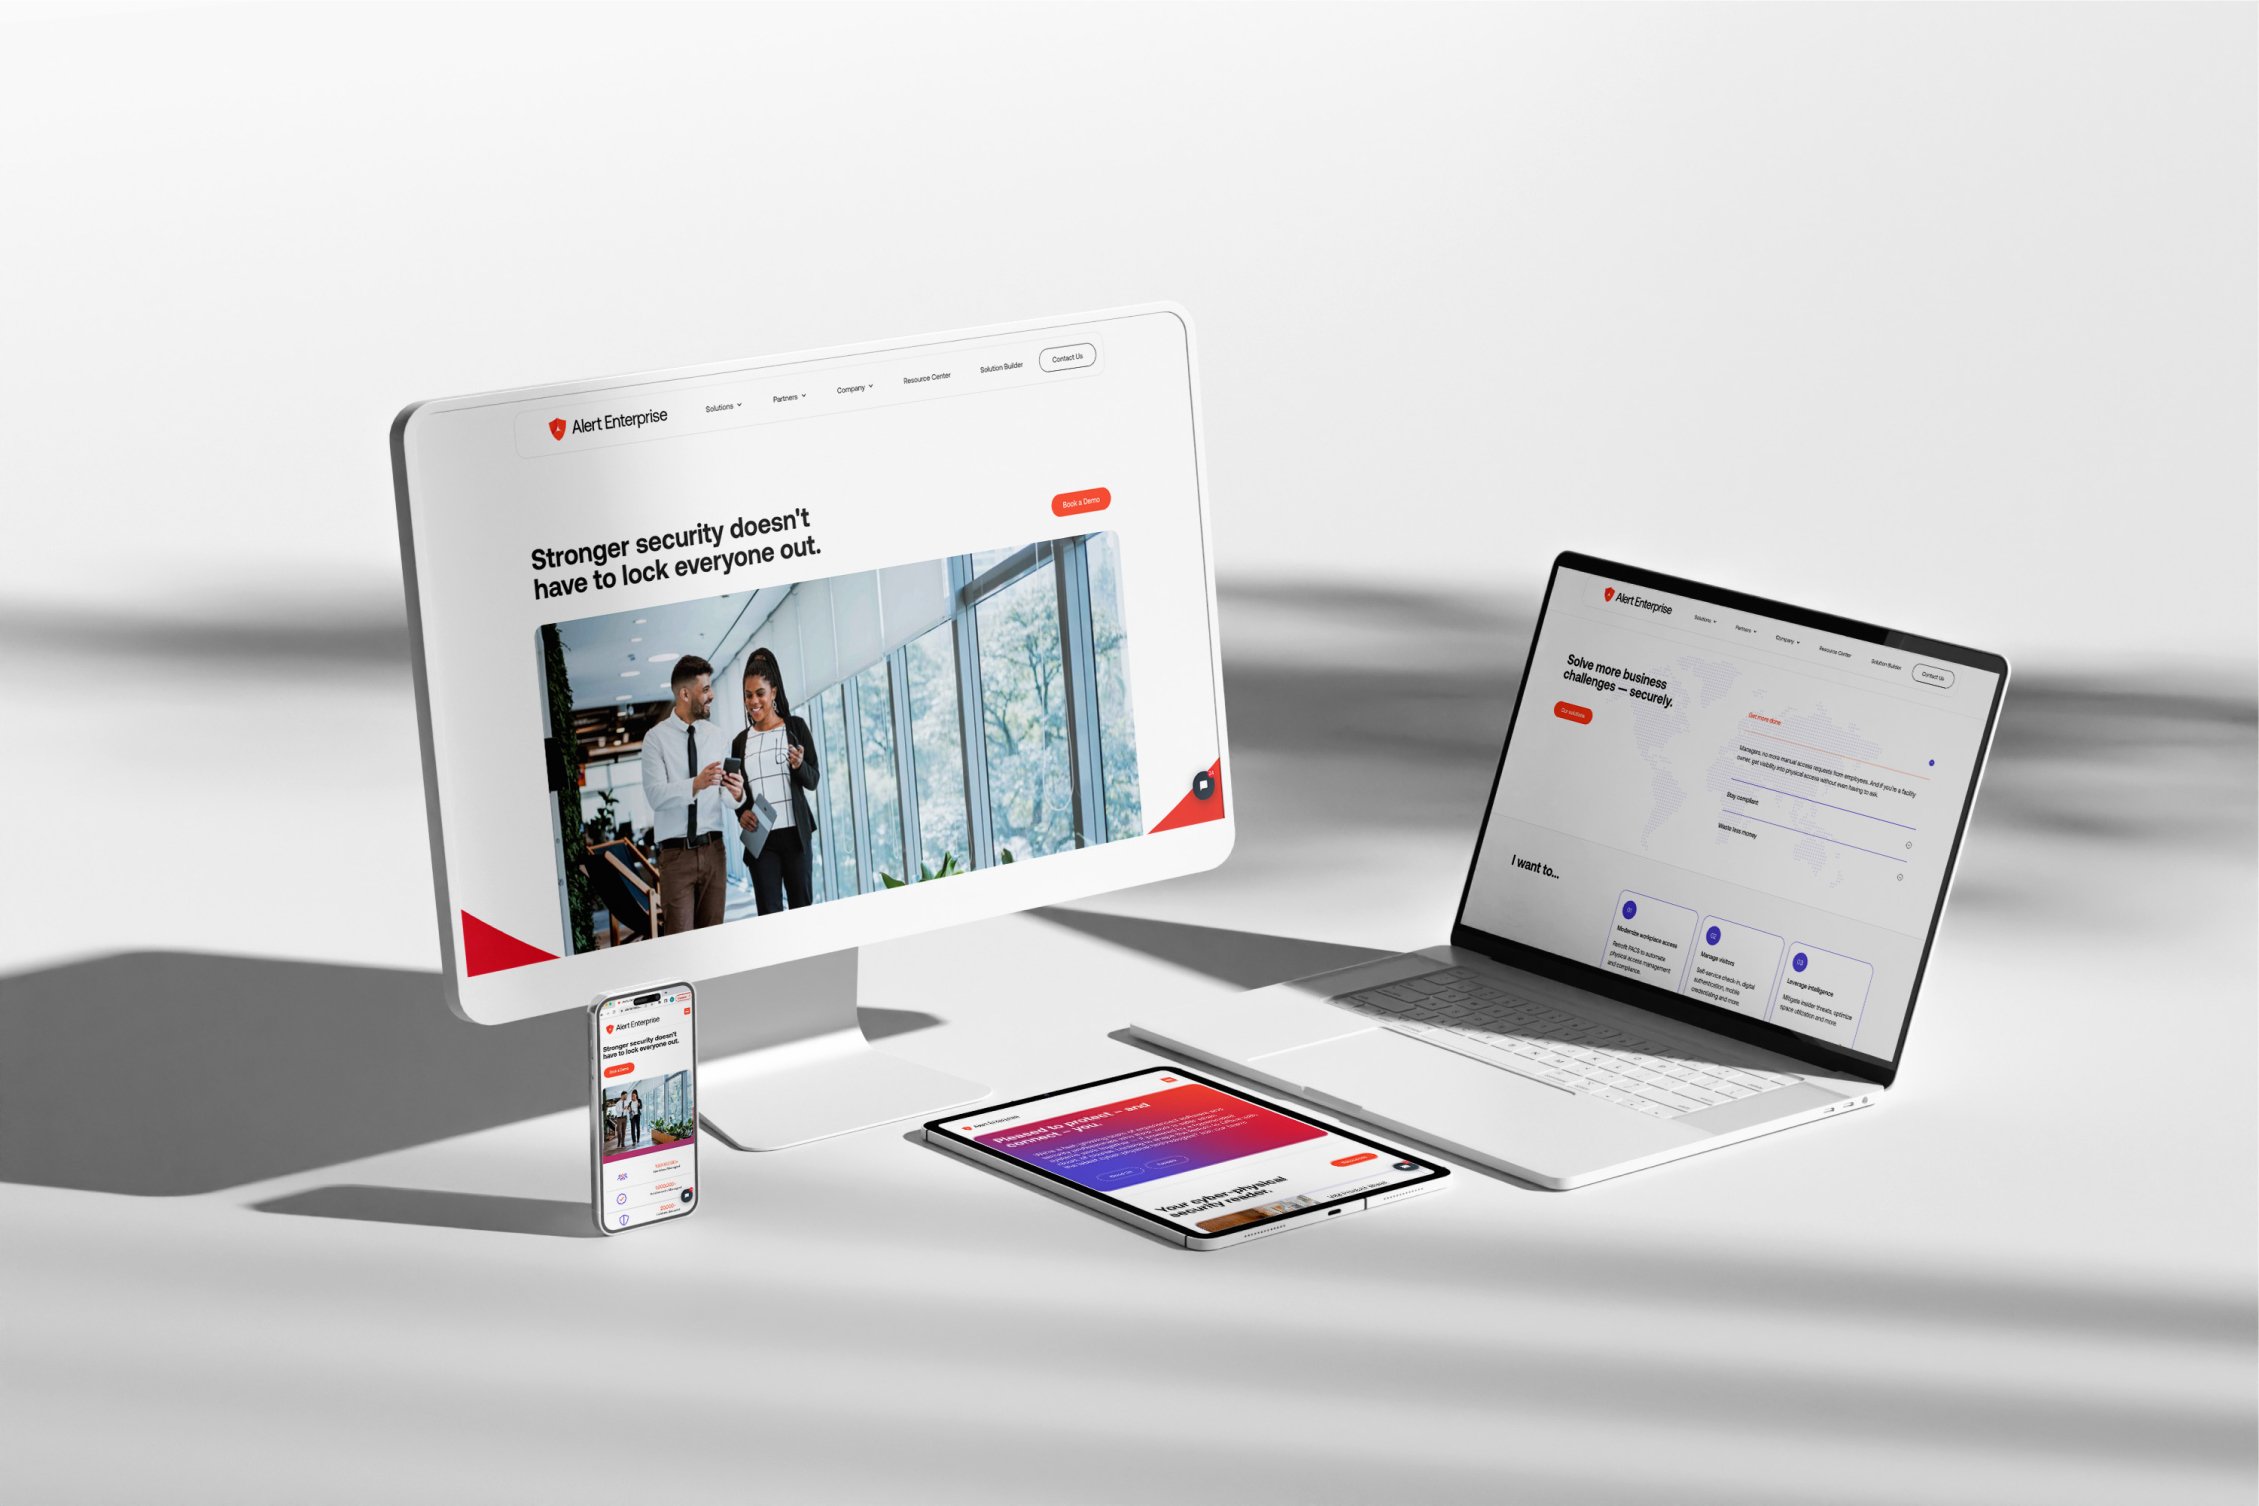 Alert Enterprise
Solutions
Partners
Company
Resource Center
Solution Builder
Contact Us
Book a Demo
Stronger security doesn't
have to lock everyone out.
Alert Enterprise
Solutions
Partners
Company
Resource Center
Solution Builder
Contact Us
Solve more business
challenges — securely.
Our solutions
Get more done
Managers, no more manual access requests from employees. And if you're a facility
owner, get visibility into physical access without even having to ask.
Stay compliant
Waste less money
I want to...
01
Modernize workplace access
Retrofit PACS to automate
physical access management
and compliance.
02
Manage visitors
Self-service check-in, digital
authentication, mobile
credentialing and more.
03
Leverage intelligence
Mitigate insider threats, optimize
space utilization and more.
Alert Enterprise
Stronger security doesn't
have to lock everyone out.
Book a Demo
Alert Enterprise
Pleased to protect – and
connect – you.
Your cyber-physical
security reader.